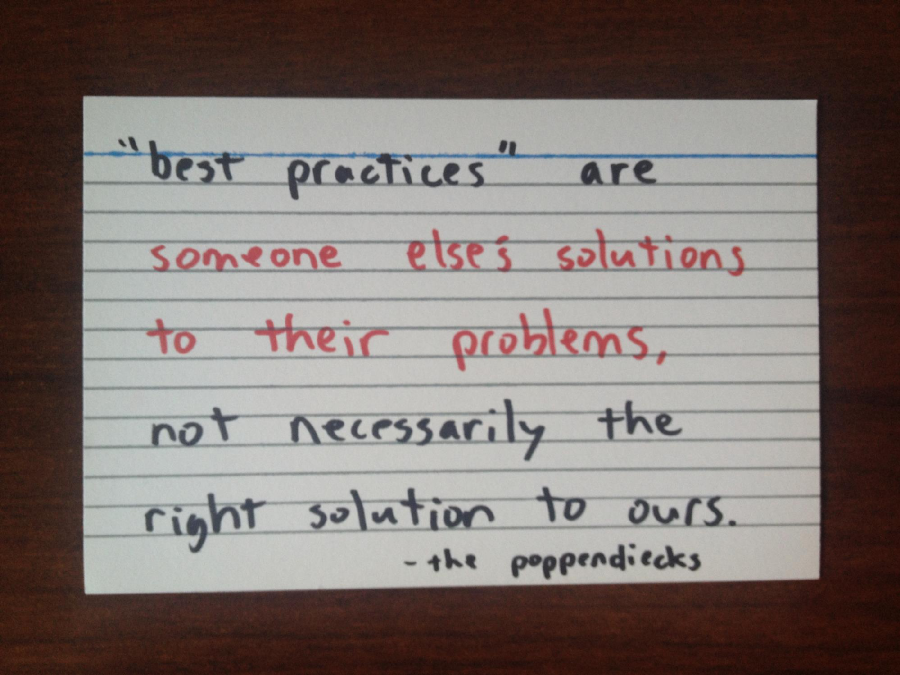 "best practices" are
someone else's solutions
to their problems,
not necessarily the
right solution to ours.
- the poppendiecks